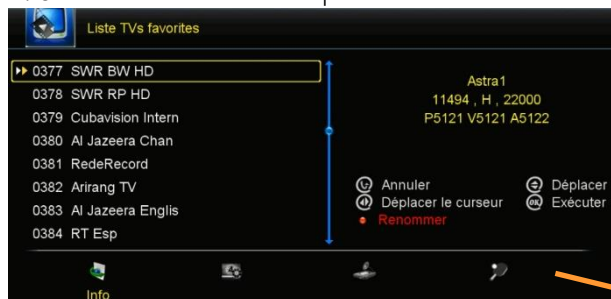 Liste TVs favorites
0377 SWR BW HD
0378 SWR RP HD
0379 Cubavision Intern
0380 Al Jazeera Chan
0381 RedeRecord
0382 Arirang TV
0383 Al Jazeera Englis
0384 RT Esp
Astra1
11494 , H , 22000
P5121 V5121 A5122
Annuler
Déplacer
Déplacer le curseur
OK Exécuter
Renommer
Info